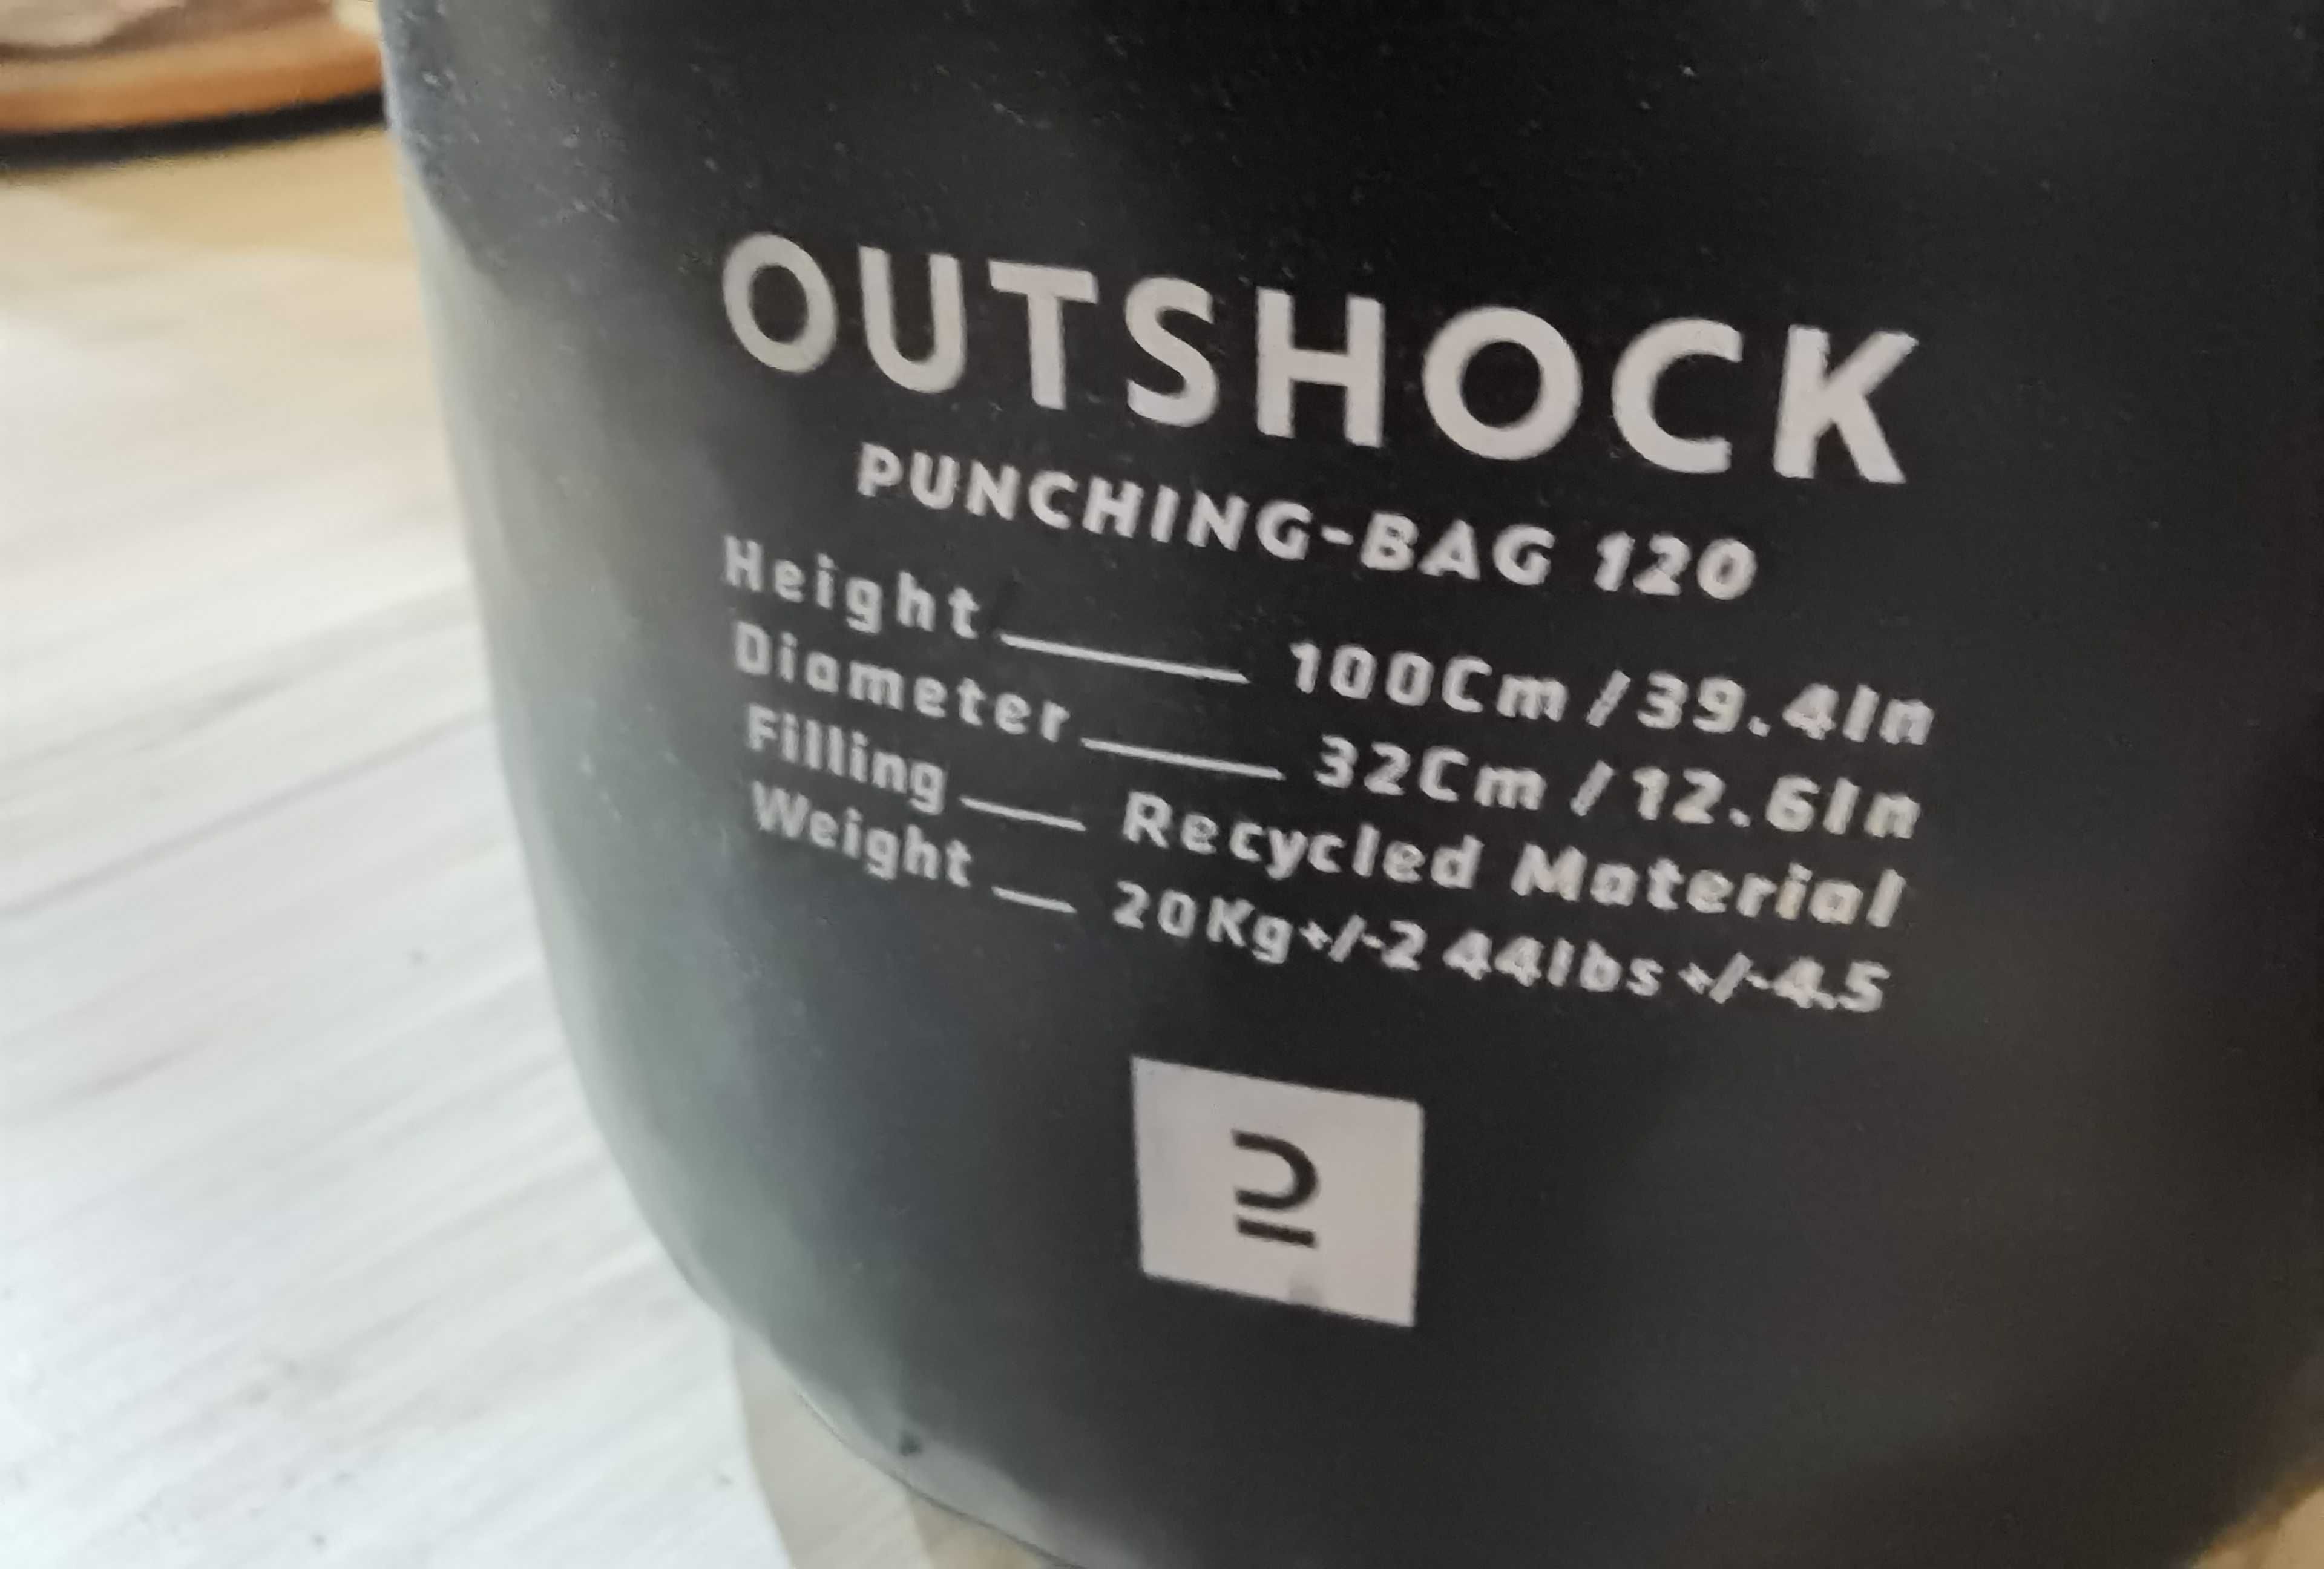 OUTSHOCK
PUNCHING-BAG 120
Height 100Cm / 39.4In
Diameter 32Cm / 12.6In
Filling Recycled Material
Weight 20Kg+/-2 44lbs +/-4.5